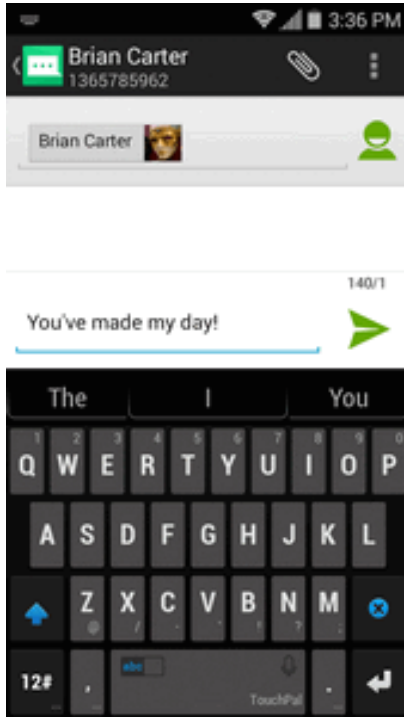 3:36 PM
Brian Carter
1365785962
Brian Carter
140/1
You've made my day!
The I You
1 2 3 4 5 6 7 8 9 0
Q W E R T Y U I O P
A S D F G H J K L
Z X C V B N M
@ / - ! ? ;
abc
12# , .
TouchPal